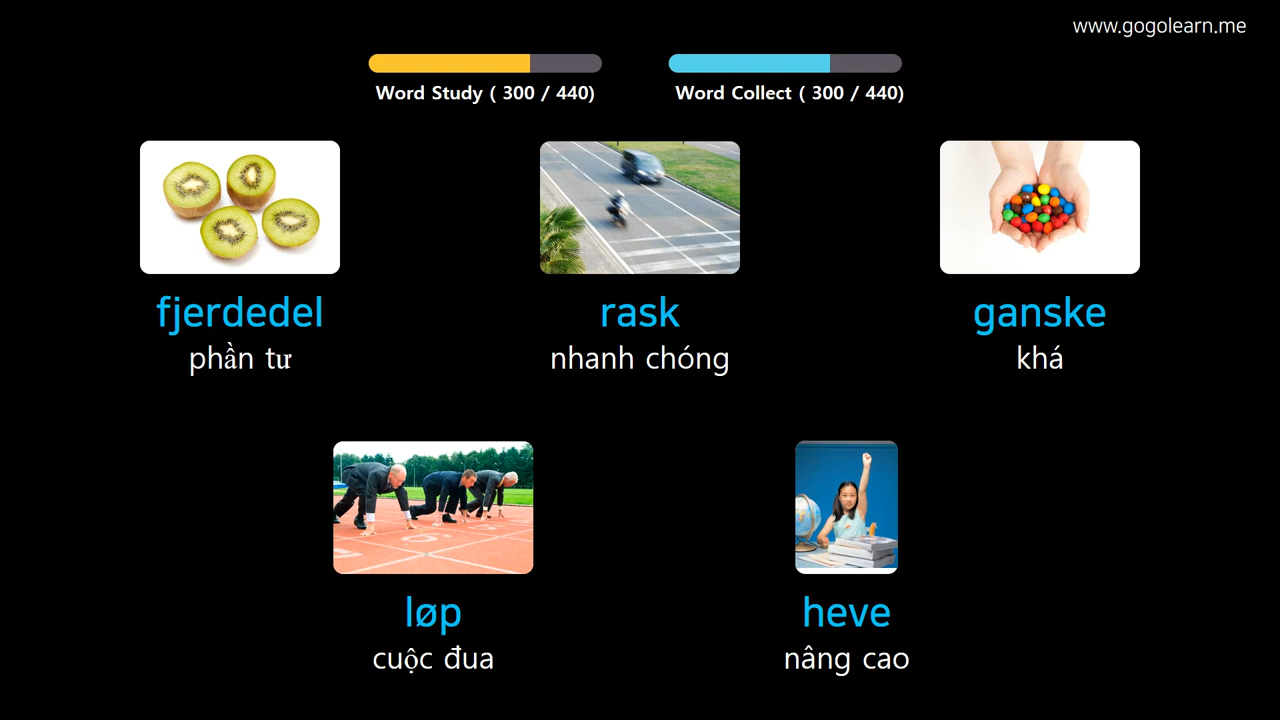 www.gogolearn.me
Word Study ( 300 / 440)
Word Collect ( 300 / 440)
fjerdedel
phần tư
rask
nhanh chóng
ganske
khá
løp
cuộc đua
heve
nâng cao